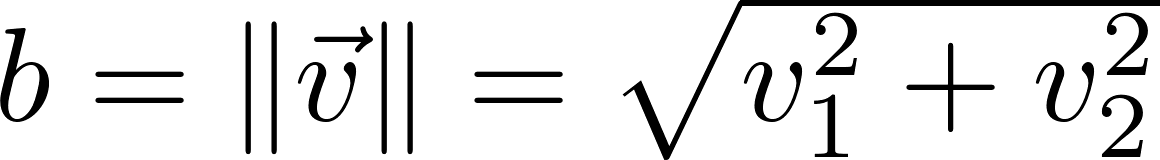 b = ‖v⃗‖ = √(v₁² + v₂²)